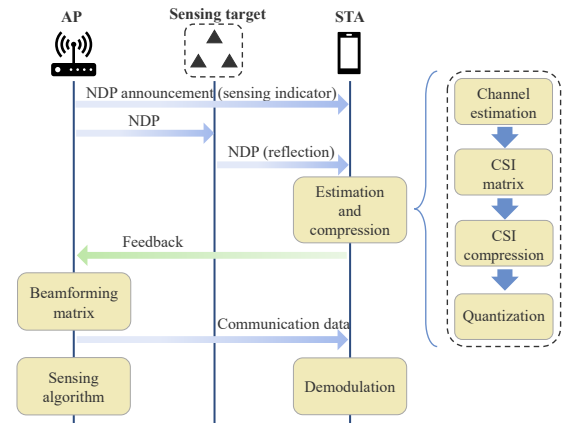 AP
Sensing target
STA
NDP announcement (sensing indicator)
NDP
NDP (reflection)
Estimation
and
compression
Feedback
Beamforming
matrix
Communication data
Sensing
algorithm
Demodulation
Channel
estimation
CSI
matrix
CSI
compression
Quantization